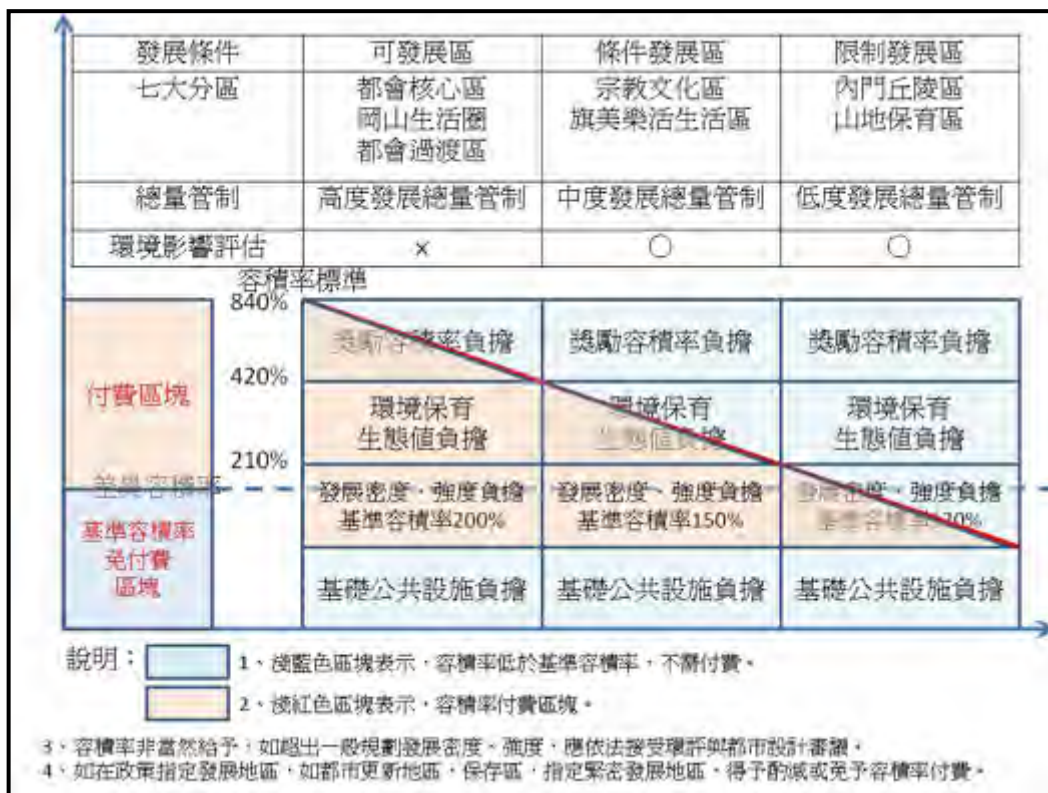 發展條件 可發展區 條件發展區 限制發展區
七大分區 都會核心區 宗教文化區 內門丘陵區
岡山生活圈 旗美樂活生活區 山地保育區
都會過渡區
總量管制 高度發展總量管制 中度發展總量管制 低度發展總量管制
環境影響評估 × ○ ○
容積率標準
840%
獎勵容積率負擔 獎勵容積率負擔 獎勵容積率負擔
420%
付費區塊
環境保育 環境保育 環境保育
生態值負擔 生態值負擔 生態值負擔
210%
差異容積率
發展密度、強度負擔 發展密度、強度負擔 發展密度、強度負擔
基準容積率200% 基準容積率150% 基準容積率120%
基準容積率
免付費
區塊
基礎公共設施負擔 基礎公共設施負擔 基礎公共設施負擔
說明：
1、淺藍色區塊表示，容積率低於基準容積率，不需付費。
2、淺紅色區塊表示，容積率付費區塊。
3、容積率非當然給予，如超出一般規劃發展密度、強度，應依法接受環評與都市設計審議。
4、如在政策指定發展地區，如都市更新地區，保存區，指定緊密發展地區，得予酌減或免予容積率付費。